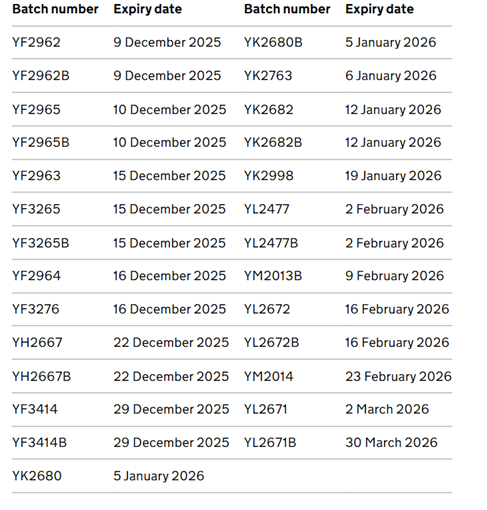 Batch number Expiry date Batch number Expiry date
YF2962 9 December 2025 YK2680B 5 January 2026
YF2962B 9 December 2025 YK2763 6 January 2026
YF2965 10 December 2025 YK2682 12 January 2026
YF2965B 10 December 2025 YK2682B 12 January 2026
YF2963 15 December 2025 YK2998 19 January 2026
YF3265 15 December 2025 YL2477 2 February 2026
YF3265B 15 December 2025 YL2477B 2 February 2026
YF2964 16 December 2025 YM2013B 9 February 2026
YF3276 16 December 2025 YL2672 16 February 2026
YH2667 22 December 2025 YL2672B 16 February 2026
YH2667B 22 December 2025 YM2014 23 February 2026
YF3414 29 December 2025 YL2671 2 March 2026
YF3414B 29 December 2025 YL2671B 30 March 2026
YK2680 5 January 2026